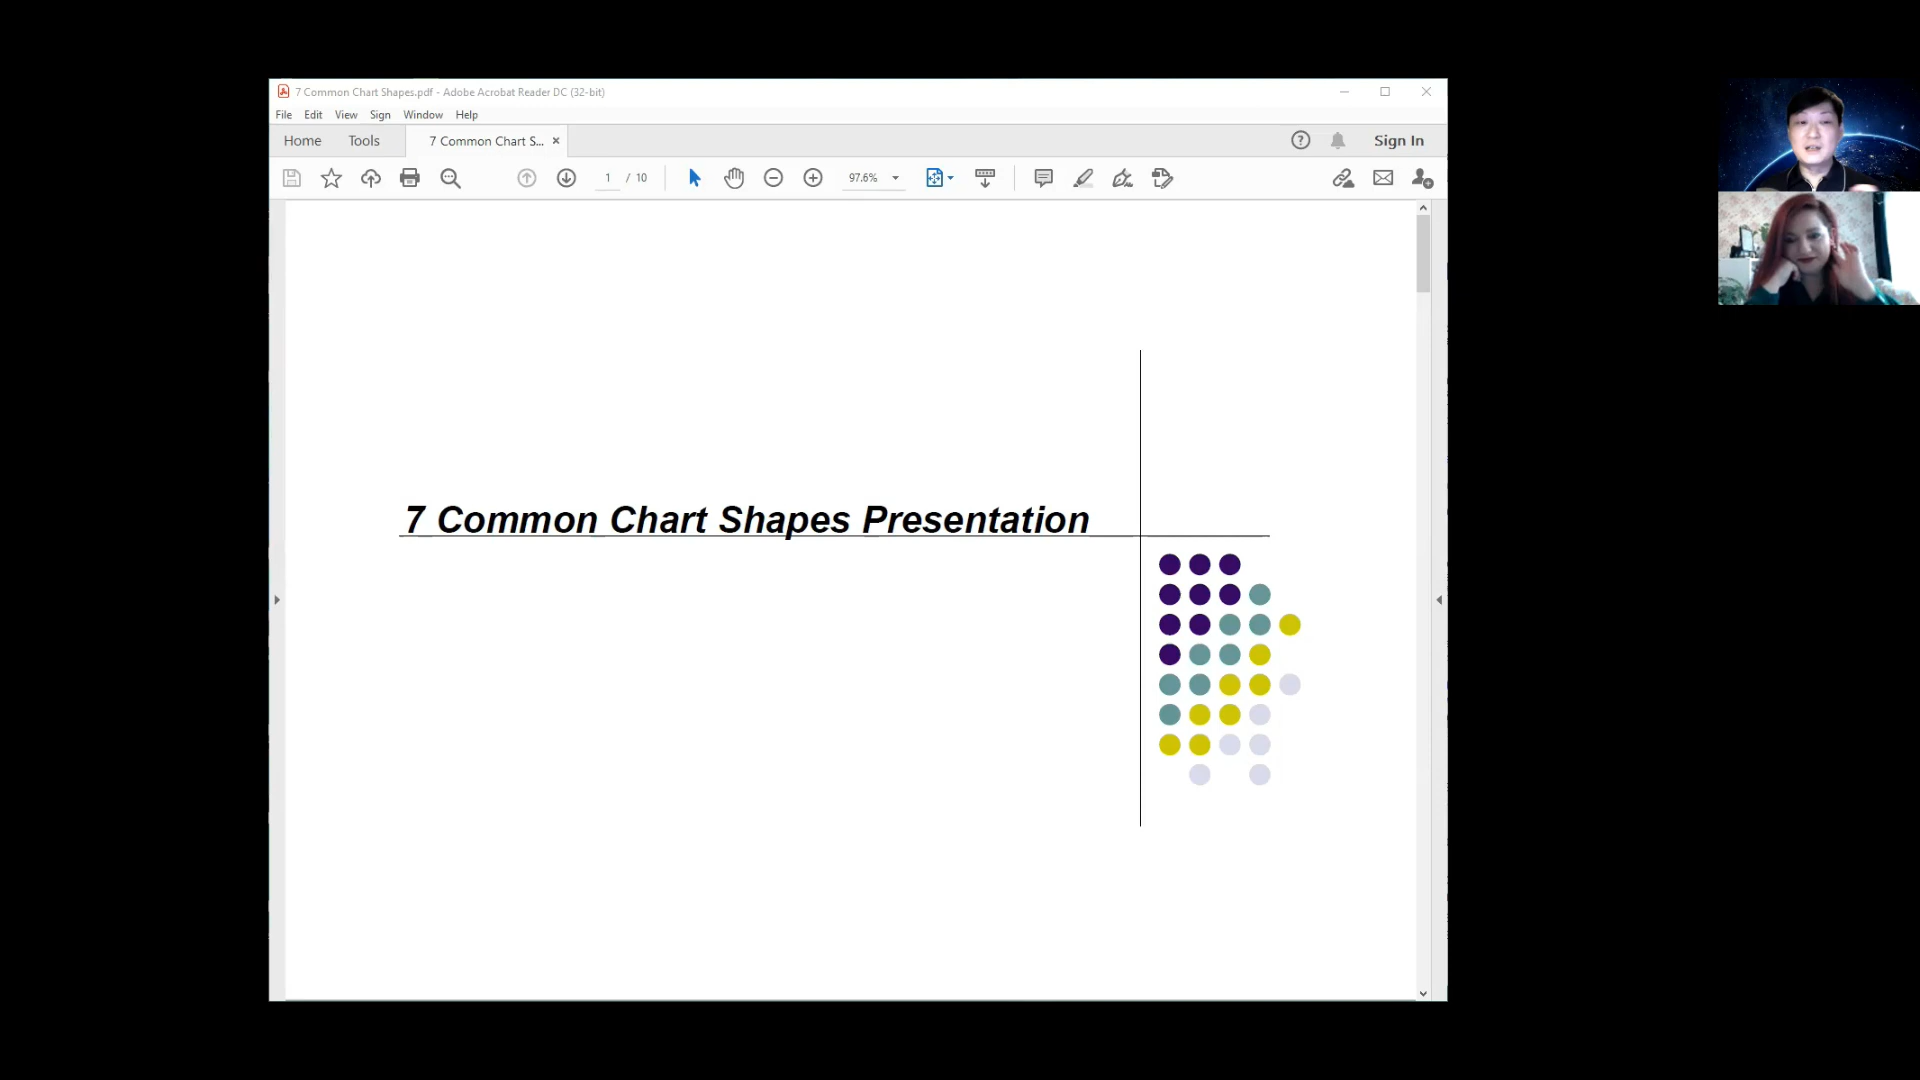 7 Common Chart Shapes.pdf - Adobe Acrobat Reader DC (32-bit)
File Edit View Sign Window Help
Home Tools 7 Common Chart S... Sign In
1 / 10 97.6%
7 Common Chart Shapes Presentation